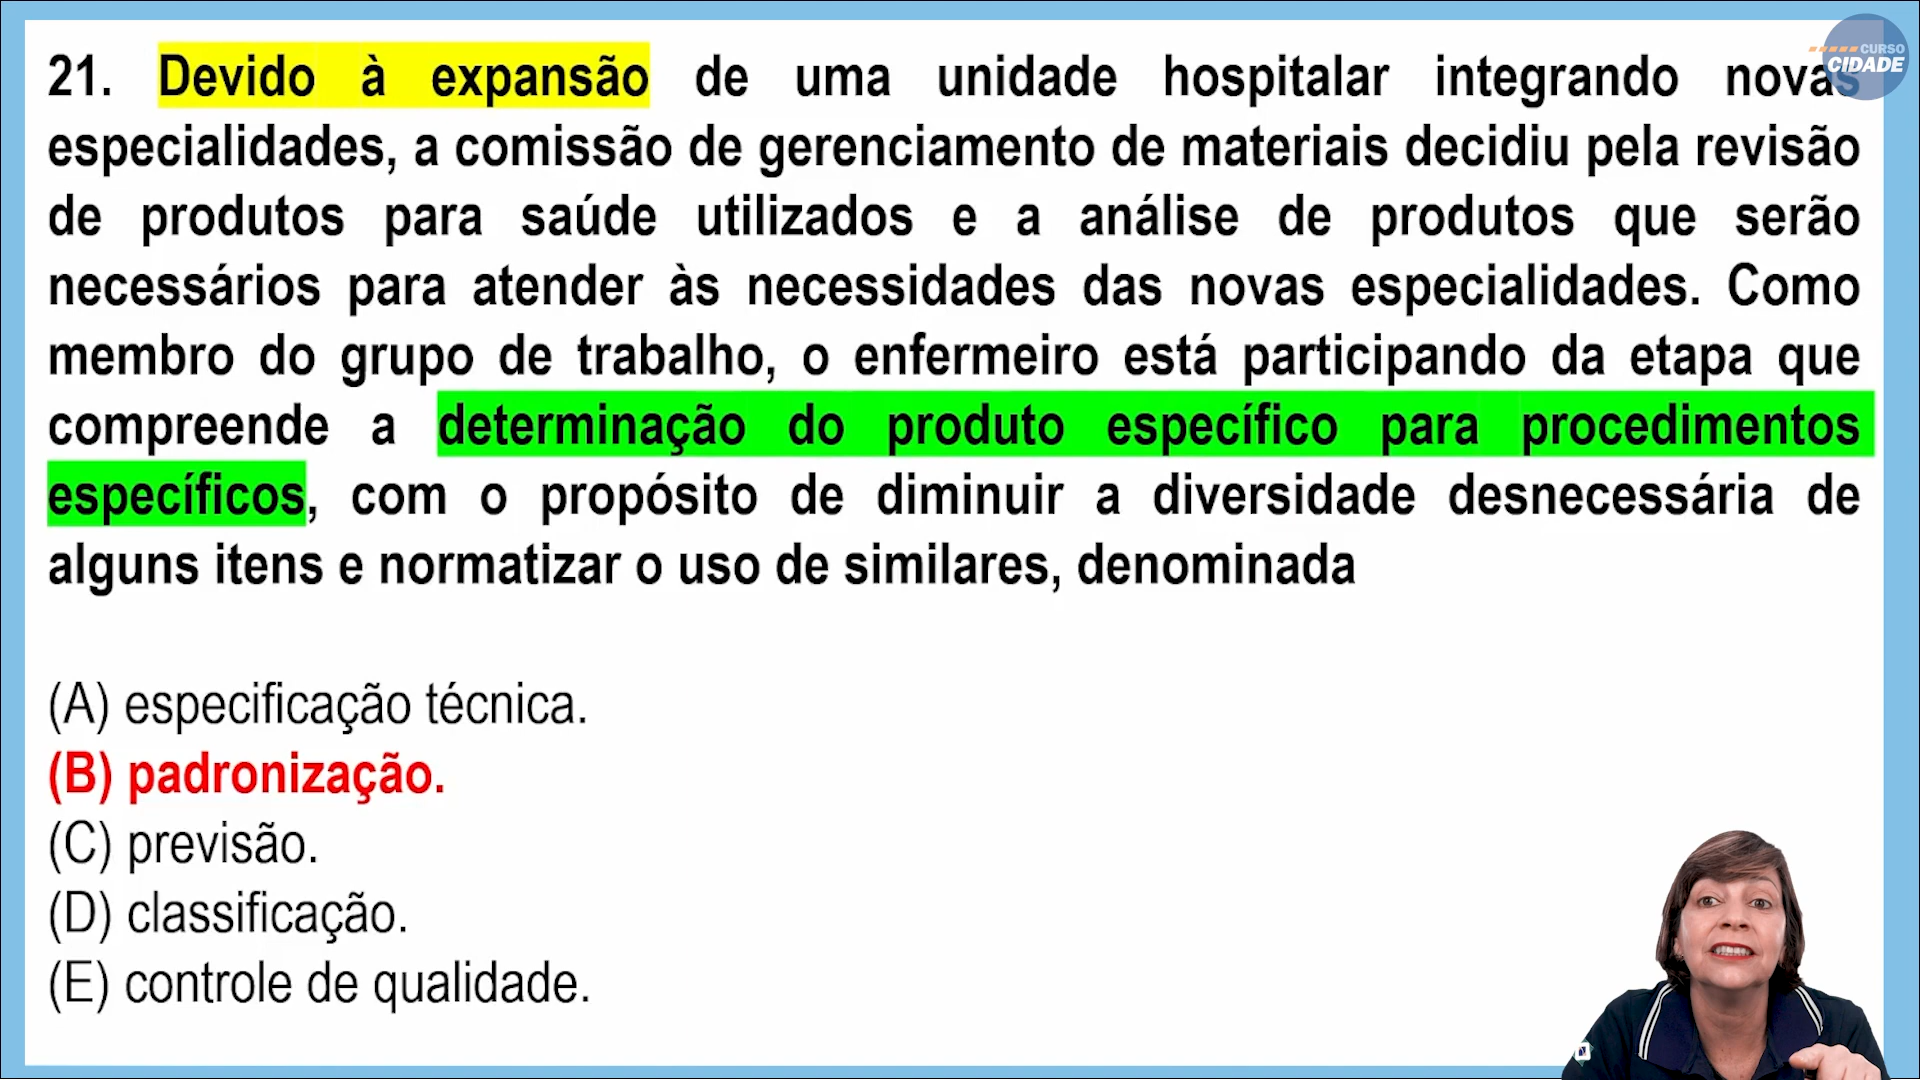 CURSO
CIDADE
21. Devido à expansão de uma unidade hospitalar integrando novas
especialidades, a comissão de gerenciamento de materiais decidiu pela revisão
de produtos para saúde utilizados e a análise de produtos que serão
necessários para atender às necessidades das novas especialidades. Como
membro do grupo de trabalho, o enfermeiro está participando da etapa que
compreende a determinação do produto específico para procedimentos
específicos, com o propósito de diminuir a diversidade desnecessária de
alguns itens e normatizar o uso de similares, denominada
(A) especificação técnica.
(B) padronização.
(C) previsão.
(D) classificação.
(E) controle de qualidade.